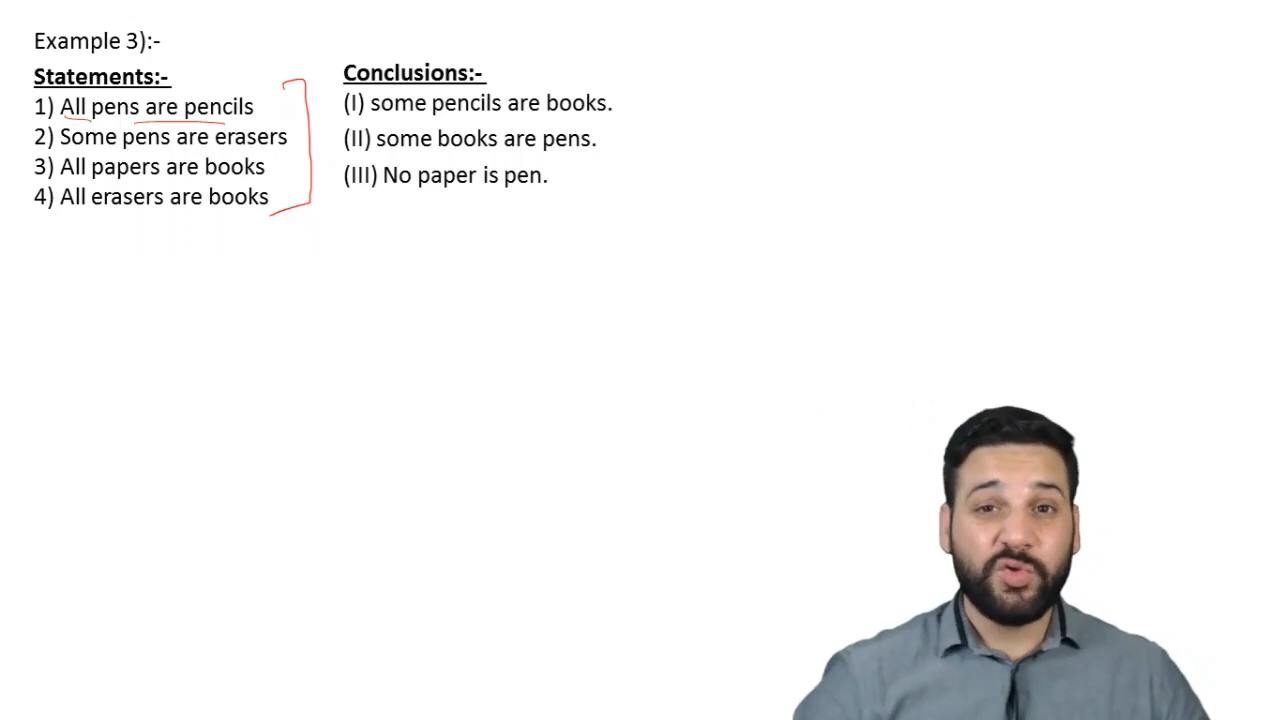 Example 3):-
Statements:-
1) All pens are pencils
2) Some pens are erasers
3) All papers are books
4) All erasers are books
Conclusions:-
(I) some pencils are books.
(II) some books are pens.
(III) No paper is pen.